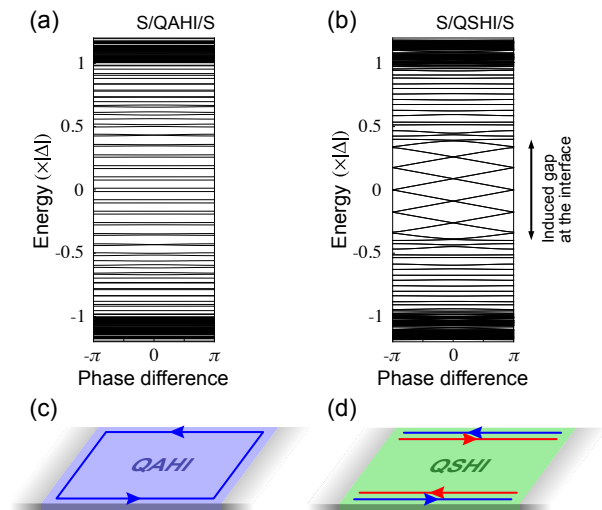 (a)
S/QAHI/S
(b)
S/QSHI/S
Energy (×|Δ|)
1
0.5
0
-0.5
-1
-π
0
π
Phase difference
Energy (×|Δ|)
1
0.5
0
-0.5
-1
-π
0
π
Phase difference
Induced gap
at the interface
(c)
QAHI
(d)
QSHI